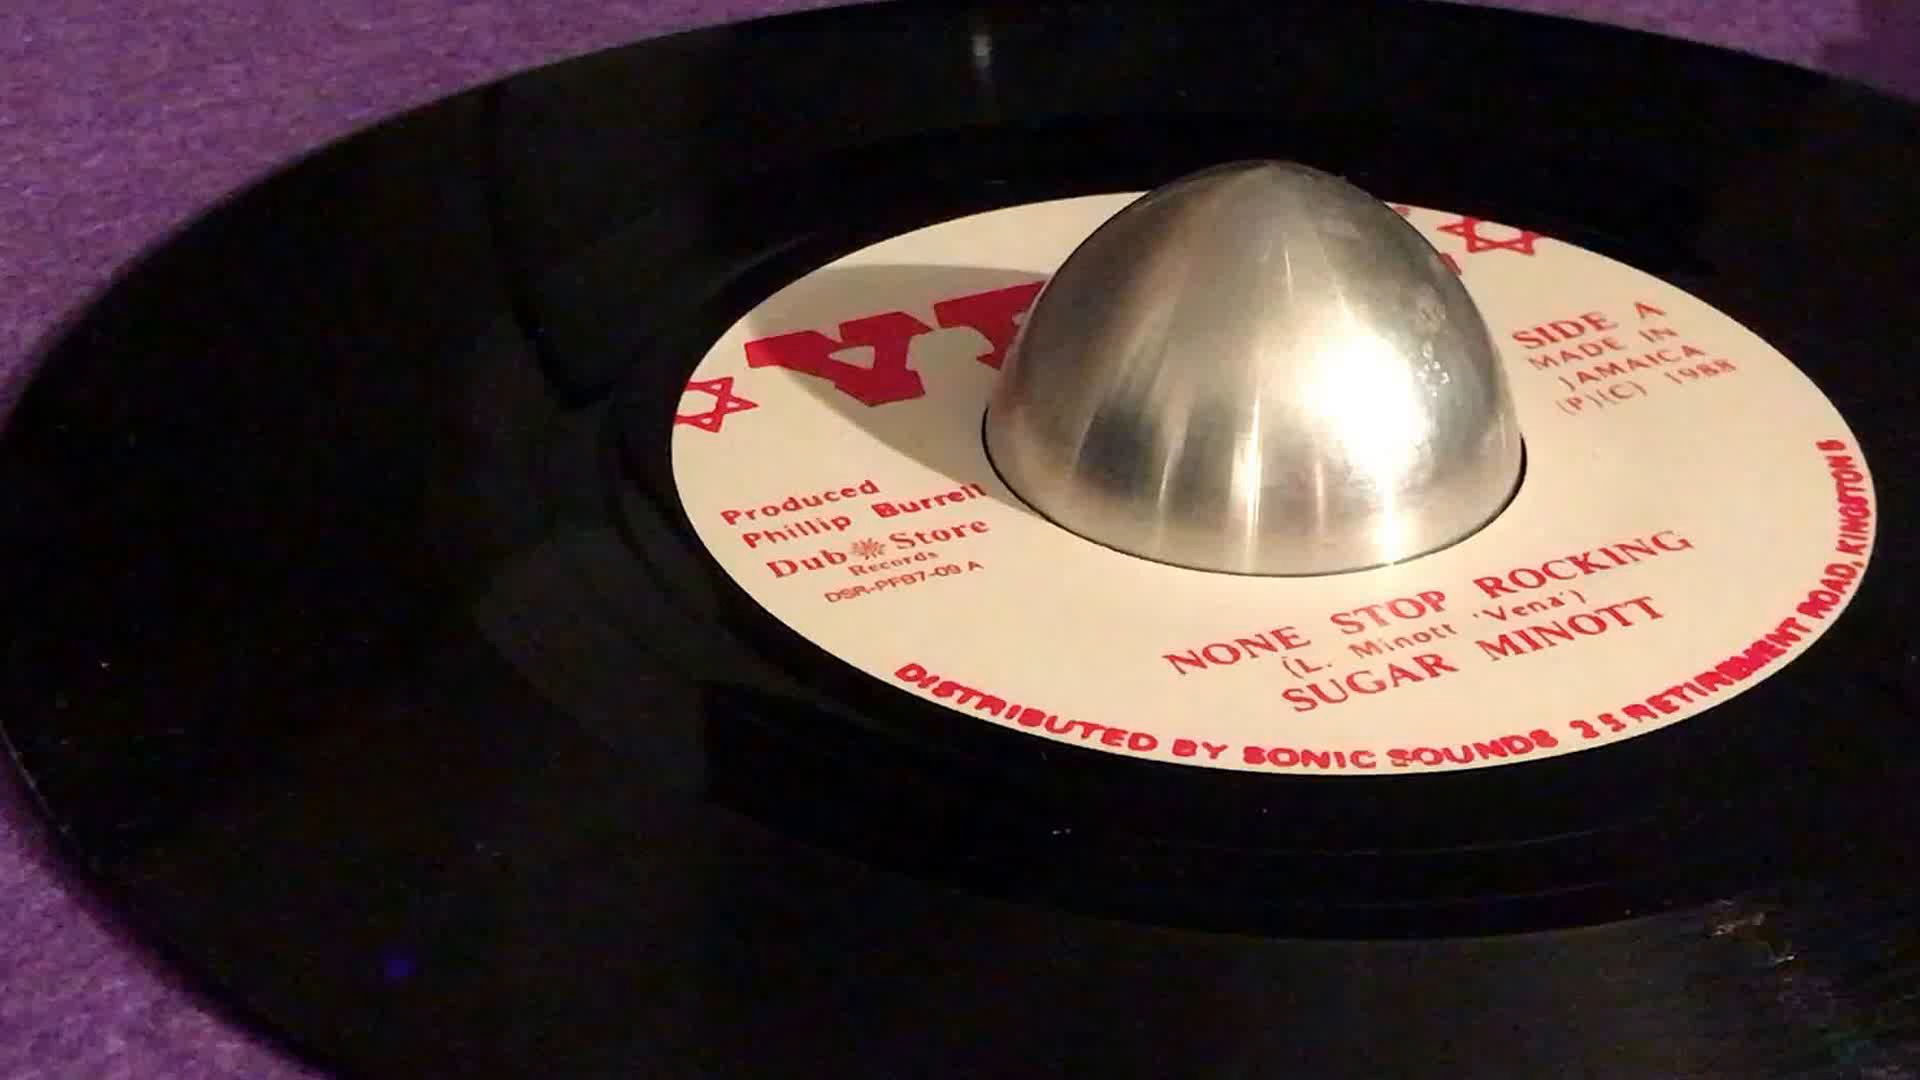 SIDE A
MADE IN
JAMAICA
(P)(C) 1988
Produced
Phillip Burrell
Dub Store
Records
DSR-PF87-09 A
NONE STOP ROCKING
(L. Minott 'Vena')
SUGAR MINOTT
DISTRIBUTED BY SONIC SOUNDS 25 RETIREMENT ROAD, KINGSTON 5